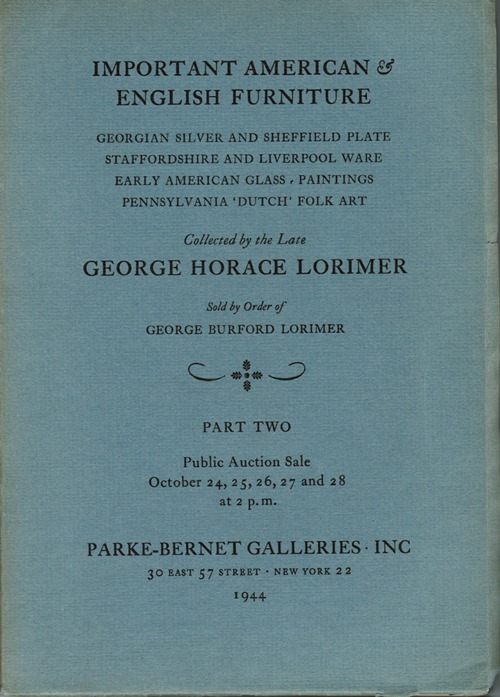 IMPORTANT AMERICAN &
ENGLISH FURNITURE
GEORGIAN SILVER AND SHEFFIELD PLATE
STAFFORDSHIRE AND LIVERPOOL WARE
EARLY AMERICAN GLASS · PAINTINGS
PENNSYLVANIA 'DUTCH' FOLK ART
Collected by the Late
GEORGE HORACE LORIMER
Sold by Order of
GEORGE BURFORD LORIMER
PART TWO
Public Auction Sale
October 24, 25, 26, 27 and 28
at 2 p.m.
PARKE-BERNET GALLERIES · INC
30 EAST 57 STREET · NEW YORK 22
1944